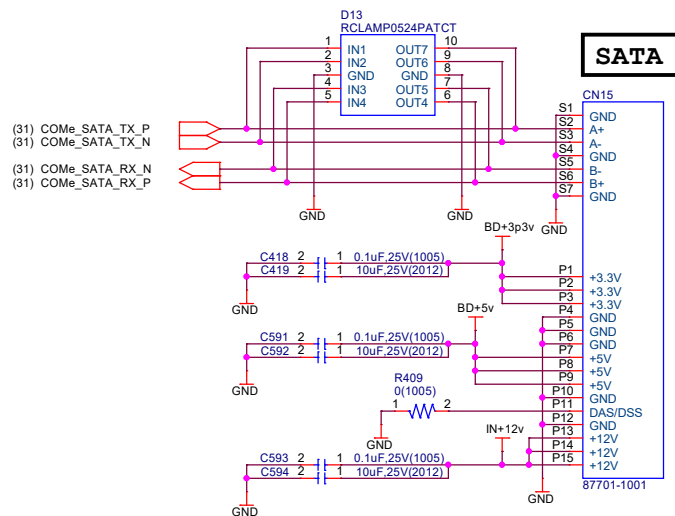 D13
RCLAMP0524PATCT
1 IN1 OUT7 10
2 IN2 OUT6 9
3 GND GND 8
4 IN3 OUT5 7
5 IN4 OUT4 6
SATA
CN15
(31) COMe_SATA_TX_P
(31) COMe_SATA_TX_N
(31) COMe_SATA_RX_N
(31) COMe_SATA_RX_P
S1 GND
S2 A+
S3 A-
S4 GND
S5 B-
S6 B+
S7 GND
GND
GND
GND
BD+3p3v
C418 2 1 0.1uF,25V(1005)
C419 2 1 10uF,25V(2012)
GND
P1 +3.3V
P2 +3.3V
P3 +3.3V
P4 GND
P5 GND
P6 GND
P7 +5V
P8 +5V
P9 +5V
P10 GND
P11 DAS/DSS
P12 GND
P13 +12V
P14 +12V
P15 +12V
BD+5v
C591 2 1 0.1uF,25V(1005)
C592 2 1 10uF,25V(2012)
GND
R409
0(1005)
1 2
GND
IN+12v
C593 2 1 0.1uF,25V(1005)
C594 2 1 10uF,25V(2012)
GND
GND
87701-1001